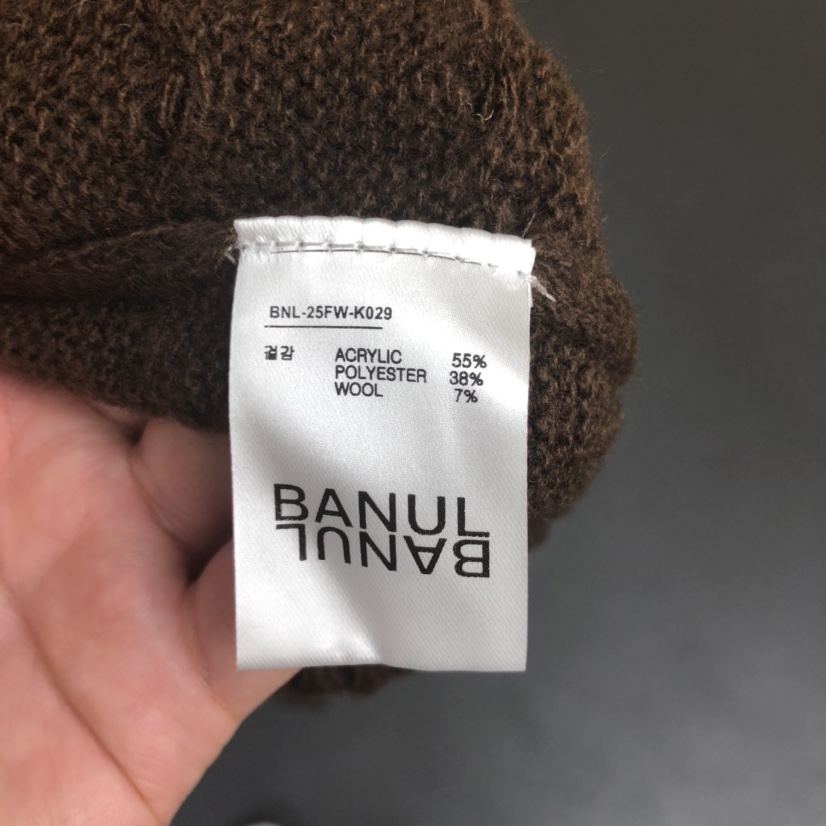 BNL-25FW-K029
겉감 ACRYLIC 55%
POLYESTER 38%
WOOL 7%
BANUL
BANUL